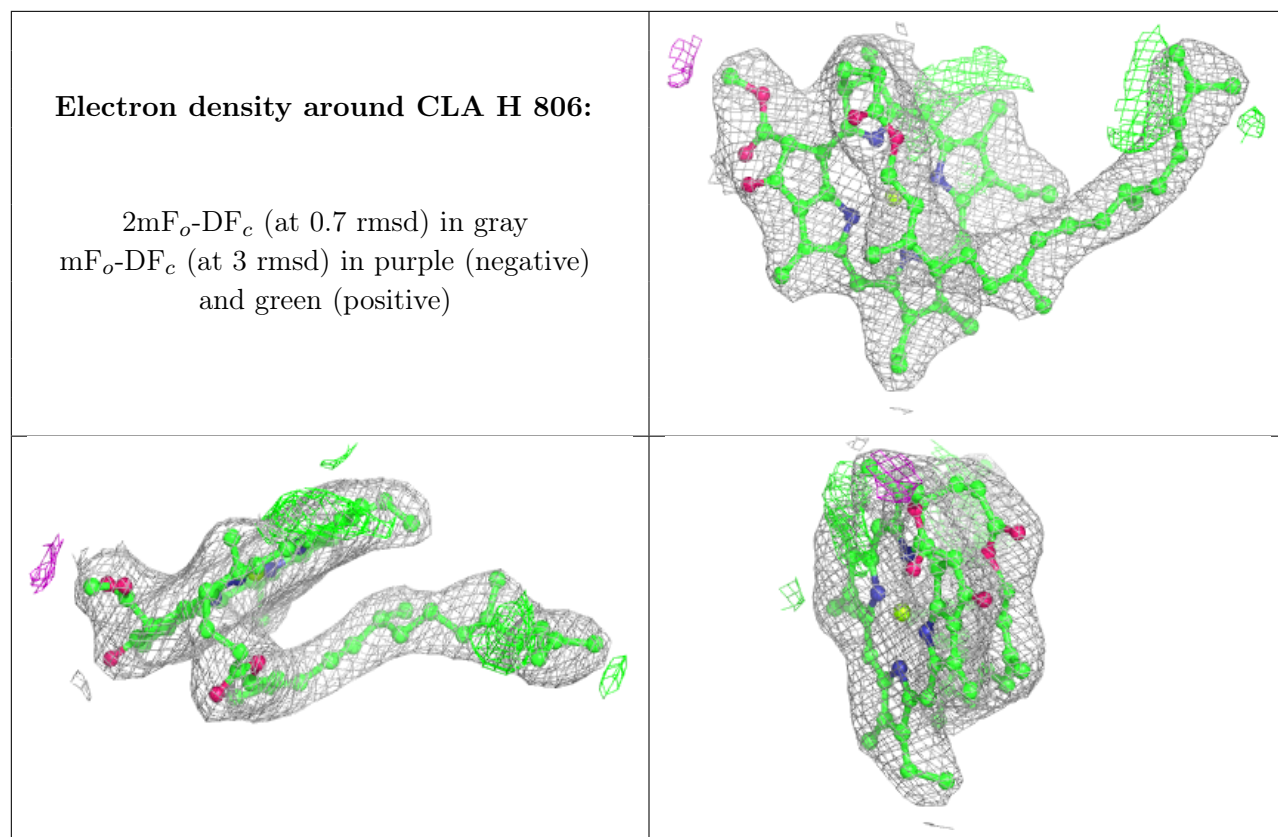 Electron density around CLA H 806:
2mFo-DFc (at 0.7 rmsd) in gray
mFo-DFc (at 3 rmsd) in purple (negative)
and green (positive)